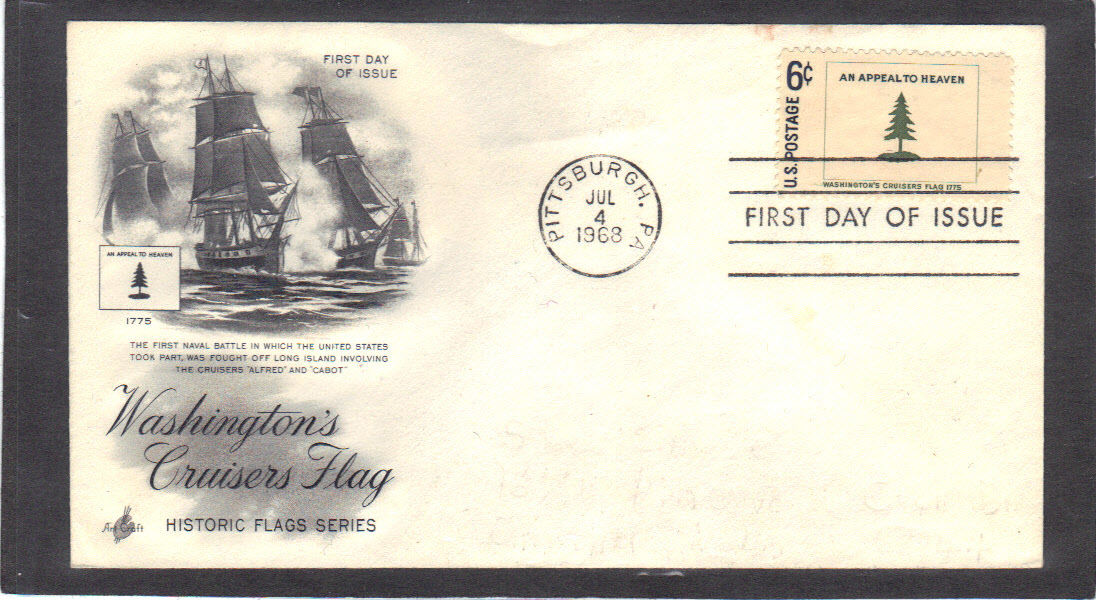 FIRST DAY
OF ISSUE
AN APPEAL TO HEAVEN
1775
THE FIRST NAVAL BATTLE IN WHICH THE UNITED STATES
TOOK PART, WAS FOUGHT OFF LONG ISLAND INVOLVING
THE CRUISERS "ALFRED" AND "CABOT"
Washington's
Cruisers Flag
Art Craft
HISTORIC FLAGS SERIES
PITTSBURGH, PA
JUL
4
1968
6¢
U.S. POSTAGE
AN APPEAL TO HEAVEN
WASHINGTON'S CRUISERS FLAG 1775
FIRST DAY OF ISSUE